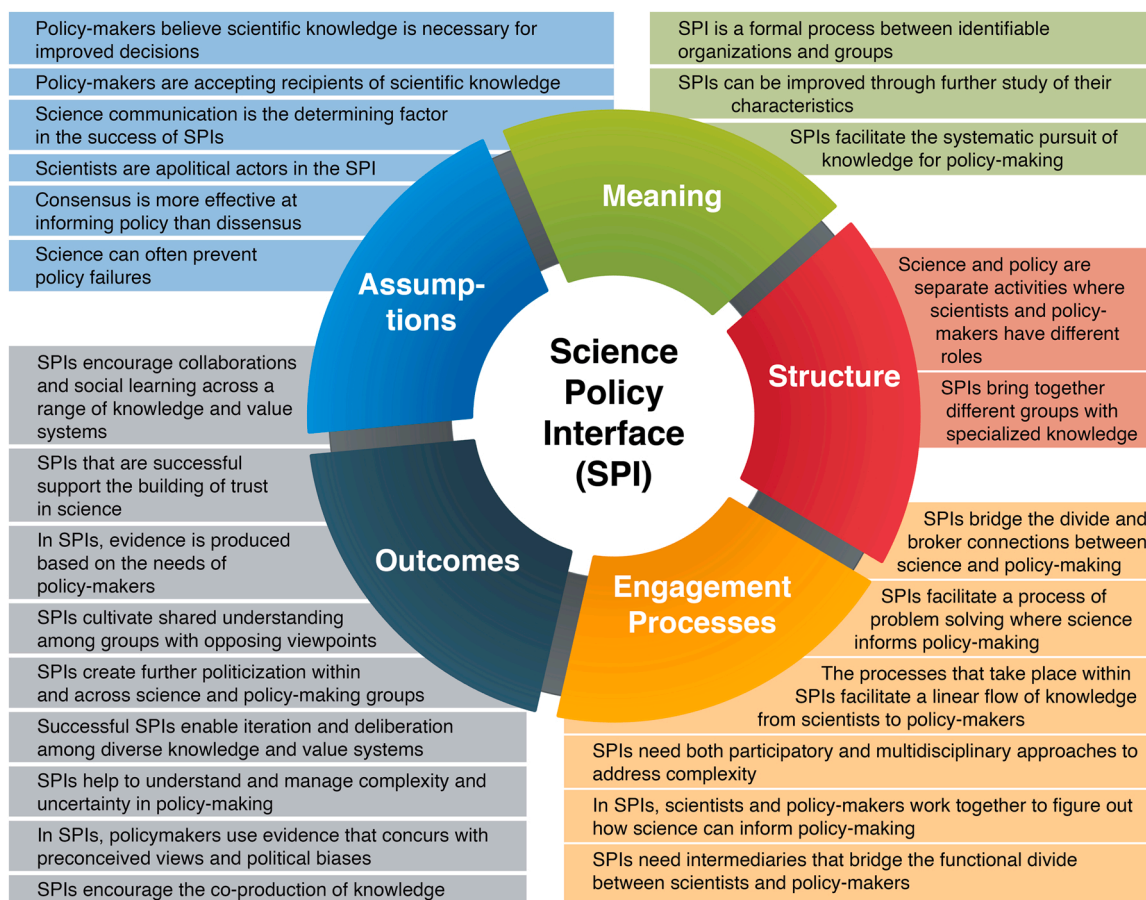 Policy-makers believe scientific knowledge is necessary for
improved decisions
Policy-makers are accepting recipients of scientific knowledge
Science communication is the determining factor
in the success of SPIs
Scientists are apolitical actors in the SPI
Consensus is more effective at
informing policy than dissensus
Science can often prevent
policy failures
Assump-
tions
SPI is a formal process between identifiable
organizations and groups
SPIs can be improved through further study of their
characteristics
SPIs facilitate the systematic pursuit of
knowledge for policy-making
Meaning
Science and policy are
separate activities where
scientists and policy-
makers have different
roles
SPIs bring together
different groups with
specialized knowledge
Structure
Science
Policy
Interface
(SPI)
SPIs encourage collaborations
and social learning across a
range of knowledge and value
systems
SPIs that are successful
support the building of trust
in science
In SPIs, evidence is produced
based on the needs of
policy-makers
SPIs cultivate shared understanding
among groups with opposing viewpoints
SPIs create further politicization within
and across science and policy-making groups
Successful SPIs enable iteration and deliberation
among diverse knowledge and value systems
SPIs help to understand and manage complexity and
uncertainty in policy-making
In SPIs, policymakers use evidence that concurs with
preconceived views and political biases
SPIs encourage the co-production of knowledge
Outcomes
Engagement
Processes
SPIs bridge the divide and
broker connections between
science and policy-making
SPIs facilitate a process of
problem solving where science
informs policy-making
The processes that take place within
SPIs facilitate a linear flow of knowledge
from scientists to policy-makers
SPIs need both participatory and multidisciplinary approaches to
address complexity
In SPIs, scientists and policy-makers work together to figure out
how science can inform policy-making
SPIs need intermediaries that bridge the functional divide
between scientists and policy-makers